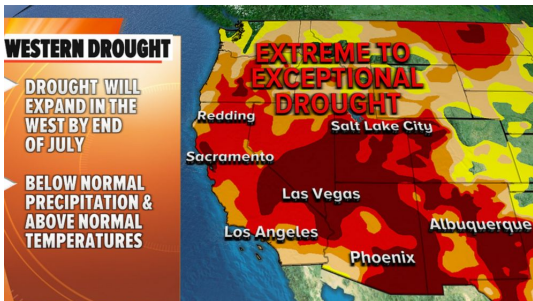 WESTERN DROUGHT
DROUGHT WILL
EXPAND IN THE
WEST BY END
OF JULY
BELOW NORMAL
PRECIPITATION &
ABOVE NORMAL
TEMPERATURES
EXTREME TO
EXCEPTIONAL
DROUGHT
Redding
Salt Lake City
Sacramento
Las Vegas
Los Angeles
Albuquerque
Phoenix